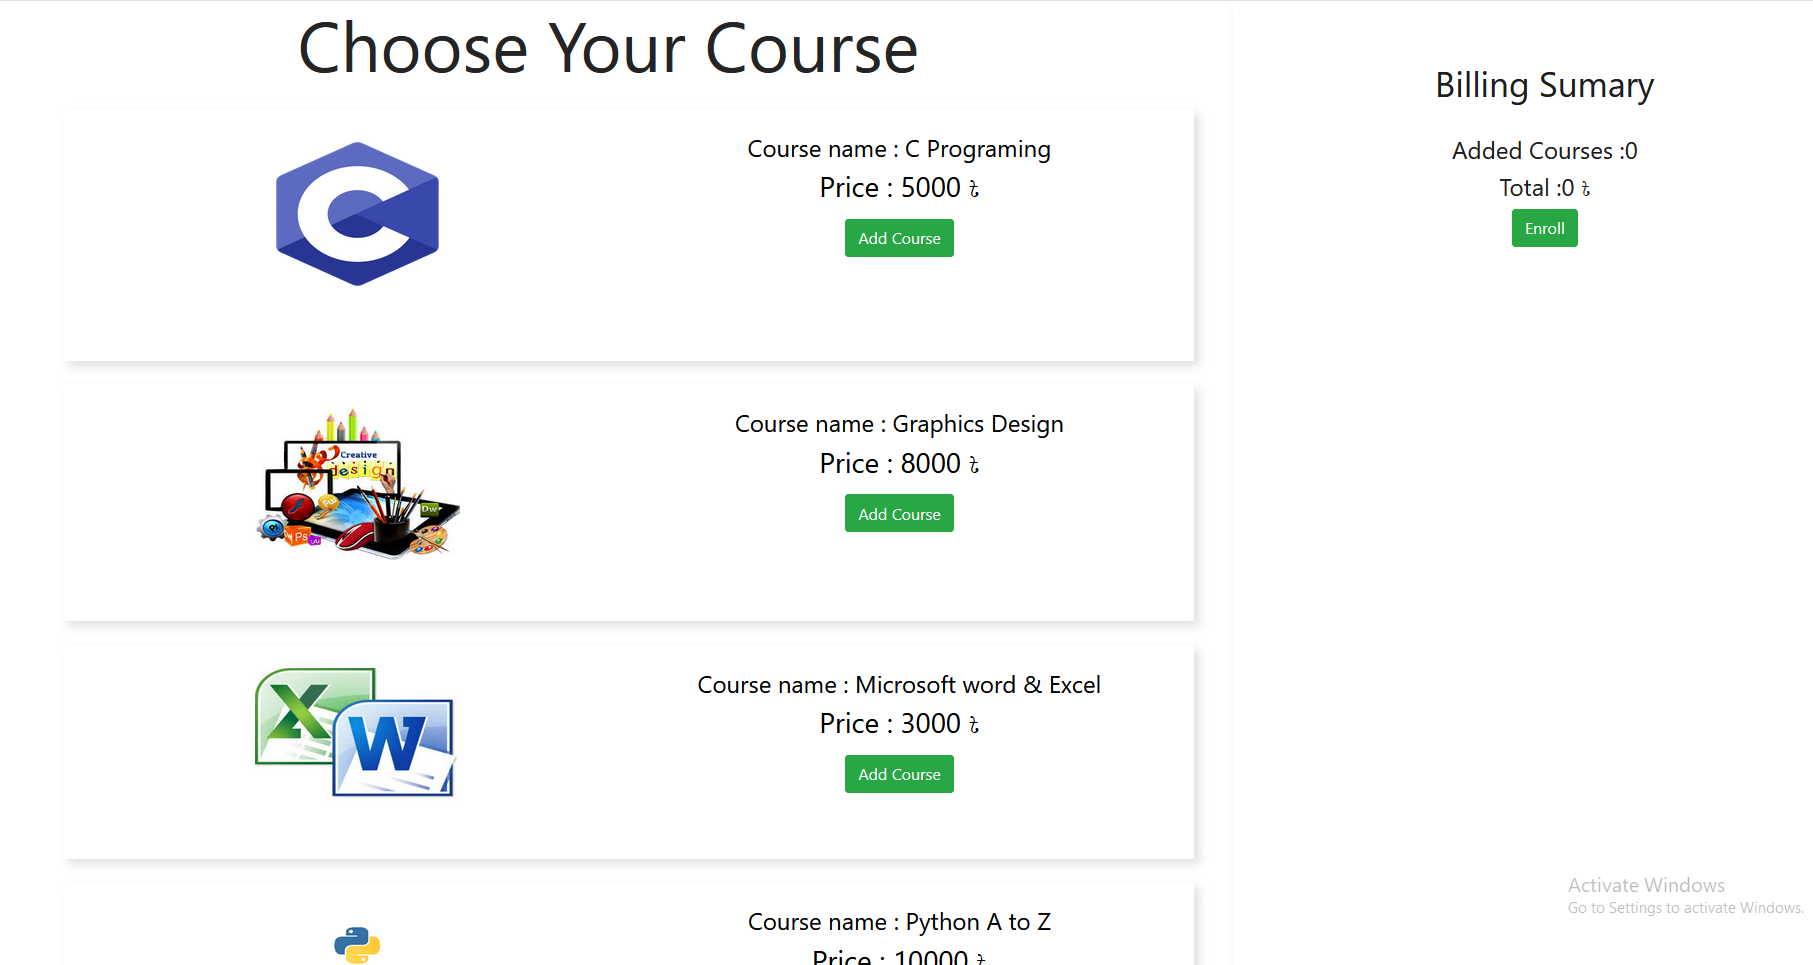 Choose Your Course
Course name : C Programing
Price : 5000 ৳
Add Course
Creative
design
Dw
Ps
Ai
Course name : Graphics Design
Price : 8000 ৳
Add Course
X
W
Course name : Microsoft word & Excel
Price : 3000 ৳
Add Course
Course name : Python A to Z
Price : 10000 ৳
Billing Sumary
Added Courses :0
Total :0 ৳
Enroll
Activate Windows
Go to Settings to activate Windows.